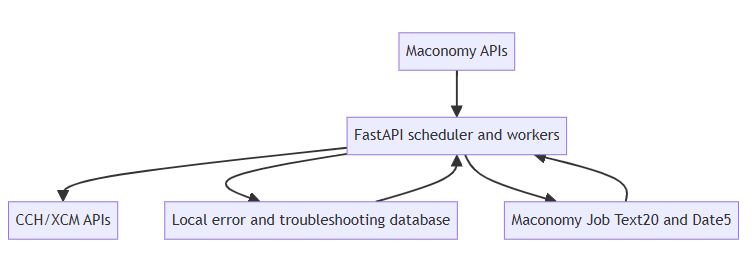 Maconomy APIs
FastAPI scheduler and workers
CCH/XCM APIs
Local error and troubleshooting database
Maconomy Job Text20 and Date5